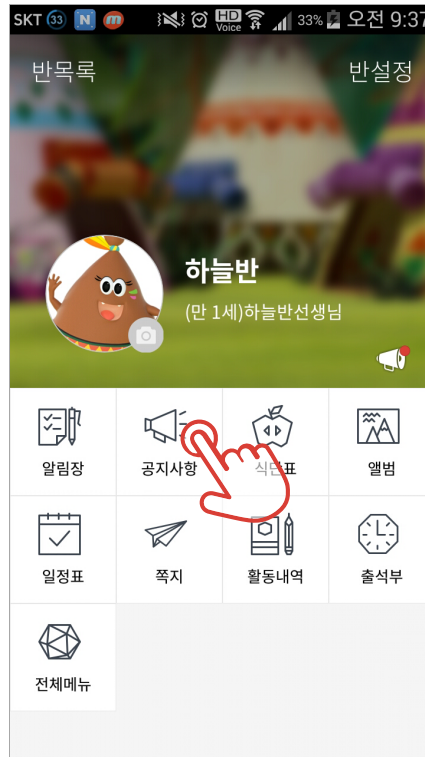 SKT 33 N m HD Voice 33% 오전 9:37
반목록 반설정
하늘반
(만 1세)하늘반선생님
알림장 공지사항 식단표 앨범
일정표 쪽지 활동내역 출석부
전체메뉴